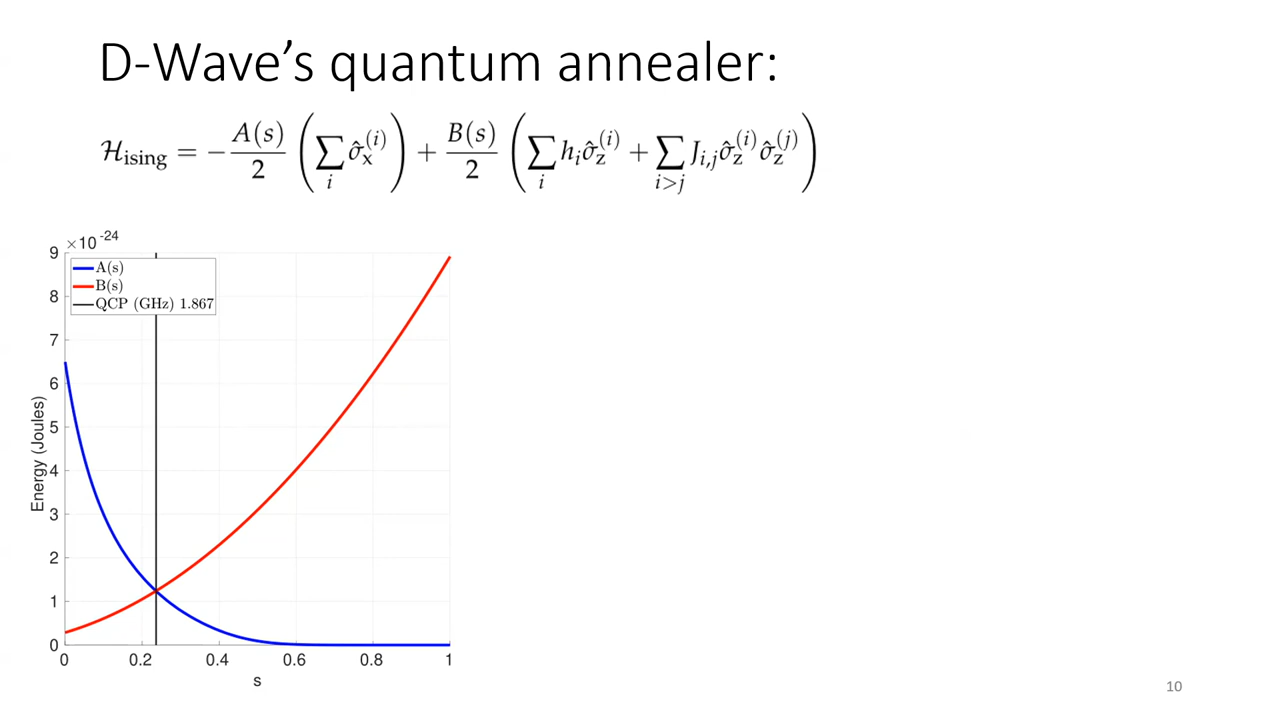 D-Wave's quantum annealer:
ℋ_ising = − A(s)/2 (∑_i σ̂_x^(i)) + B(s)/2 (∑_i h_i σ̂_z^(i) + ∑_{i>j} J_{i,j} σ̂_z^(i) σ̂_z^(j))
×10^-24
A(s)
B(s)
QCP (GHz) 1.867
9
8
7
6
5
4
3
2
1
0
Energy (Joules)
0 0.2 0.4 0.6 0.8 1
s
10